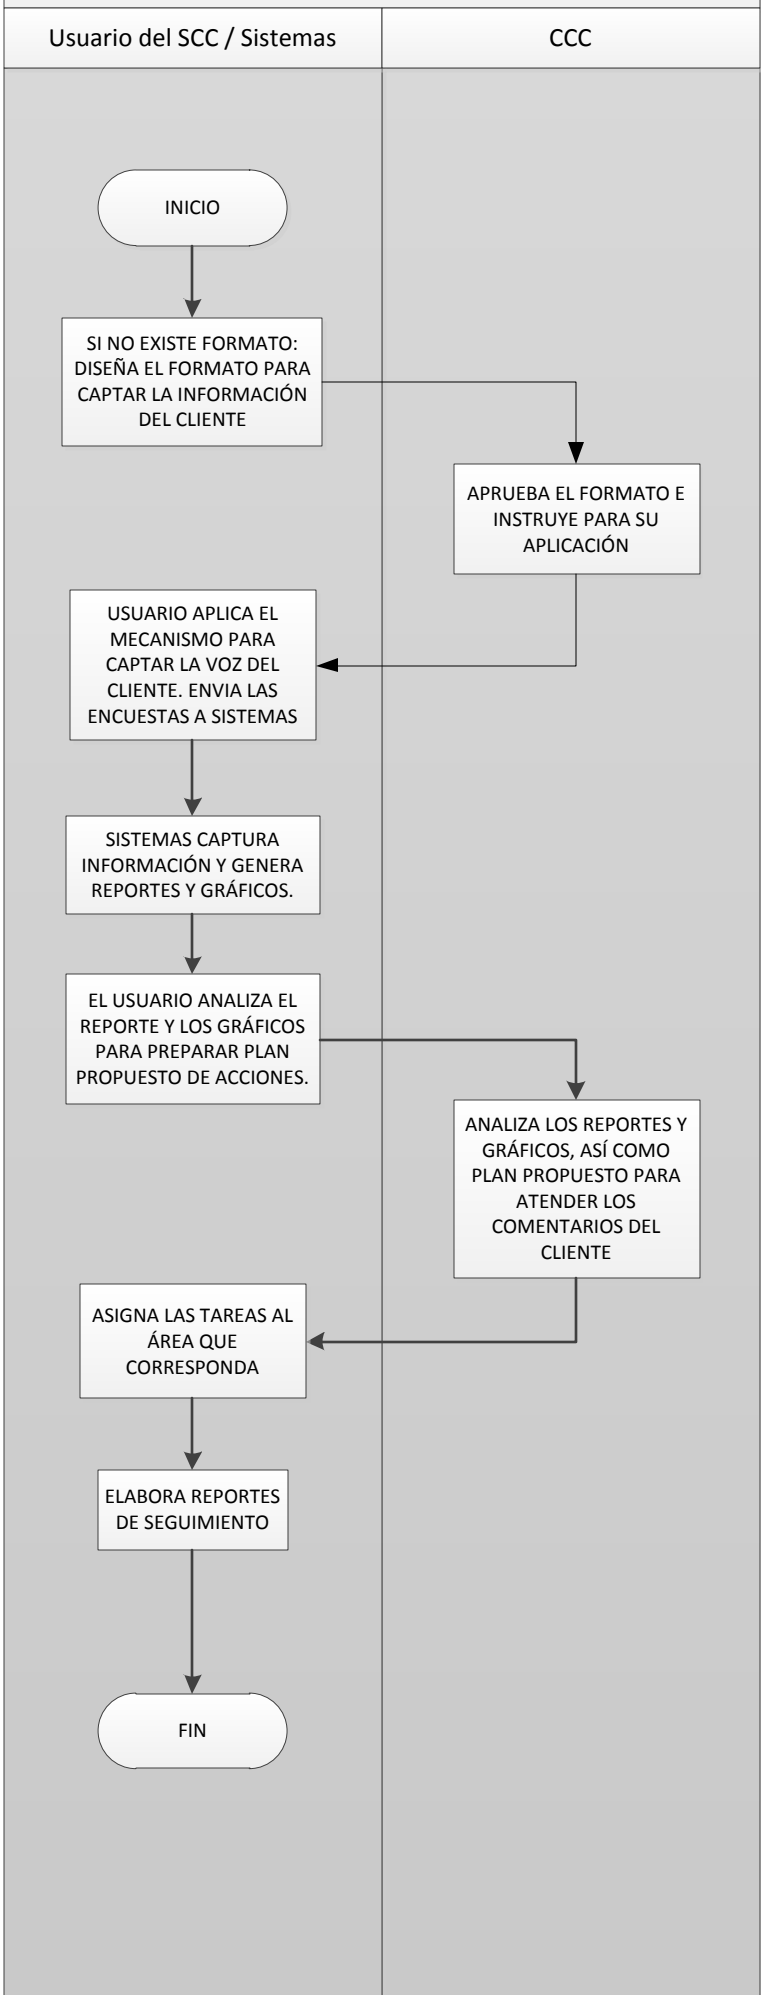 Usuario del SCC / Sistemas
CCC
INICIO
SI NO EXISTE FORMATO:
DISEÑA EL FORMATO PARA
CAPTAR LA INFORMACIÓN
DEL CLIENTE
APRUEBA EL FORMATO E
INSTRUYE PARA SU
APLICACIÓN
USUARIO APLICA EL
MECANISMO PARA
CAPTAR LA VOZ DEL
CLIENTE. ENVIA LAS
ENCUESTAS A SISTEMAS
SISTEMAS CAPTURA
INFORMACIÓN Y GENERA
REPORTES Y GRÁFICOS.
EL USUARIO ANALIZA EL
REPORTE Y LOS GRÁFICOS
PARA PREPARAR PLAN
PROPUESTO DE ACCIONES.
ANALIZA LOS REPORTES Y
GRÁFICOS, ASÍ COMO
PLAN PROPUESTO PARA
ATENDER LOS
COMENTARIOS DEL
CLIENTE
ASIGNA LAS TAREAS AL
ÁREA QUE
CORRESPONDA
ELABORA REPORTES
DE SEGUIMIENTO
FIN